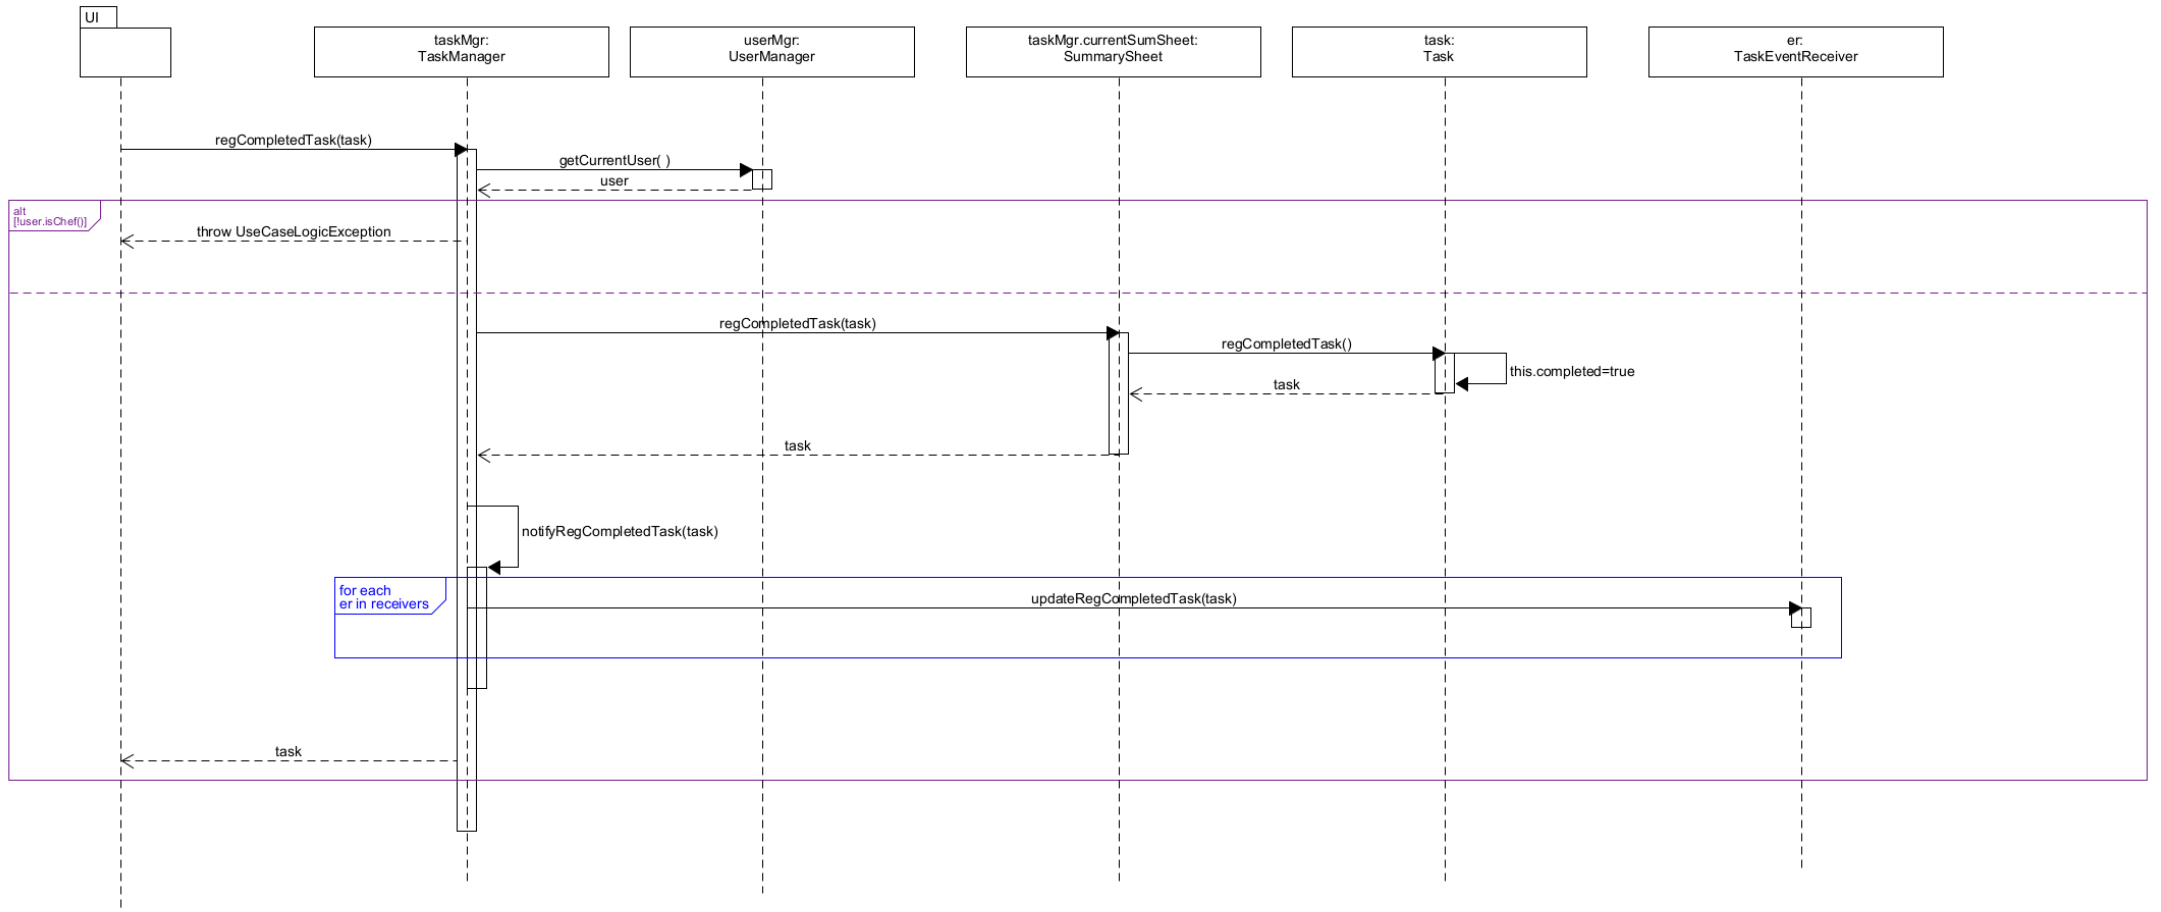 UI
taskMgr:
TaskManager
userMgr:
UserManager
taskMgr.currentSumSheet:
SummarySheet
task:
Task
er:
TaskEventReceiver
regCompletedTask(task)
getCurrentUser( )
user
alt
[!user.isChef()]
throw UseCaseLogicException
regCompletedTask(task)
regCompletedTask()
this.completed=true
task
task
notifyRegCompletedTask(task)
for each
er in receivers
updateRegCompletedTask(task)
task